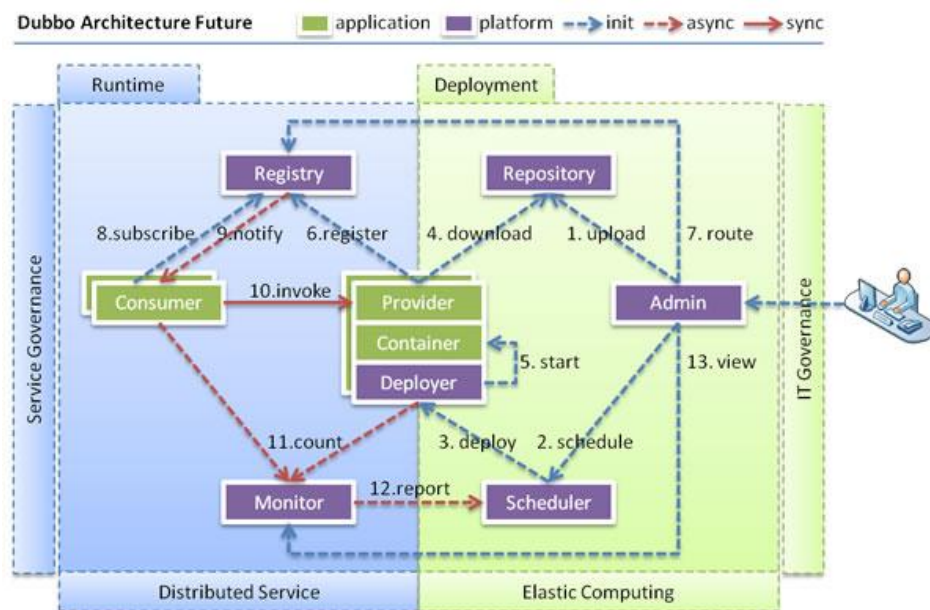 Dubbo Architecture Future
application
platform
init
async
sync
Runtime
Deployment
Service Governance
IT Governance
Registry
Repository
8.subscribe
9.notify
6.register
4. download
1. upload
7. route
Consumer
10.invoke
Provider
Admin
Container
Deployer
5. start
13. view
11.count
3. deploy
2. schedule
Monitor
12.report
Scheduler
Distributed Service
Elastic Computing